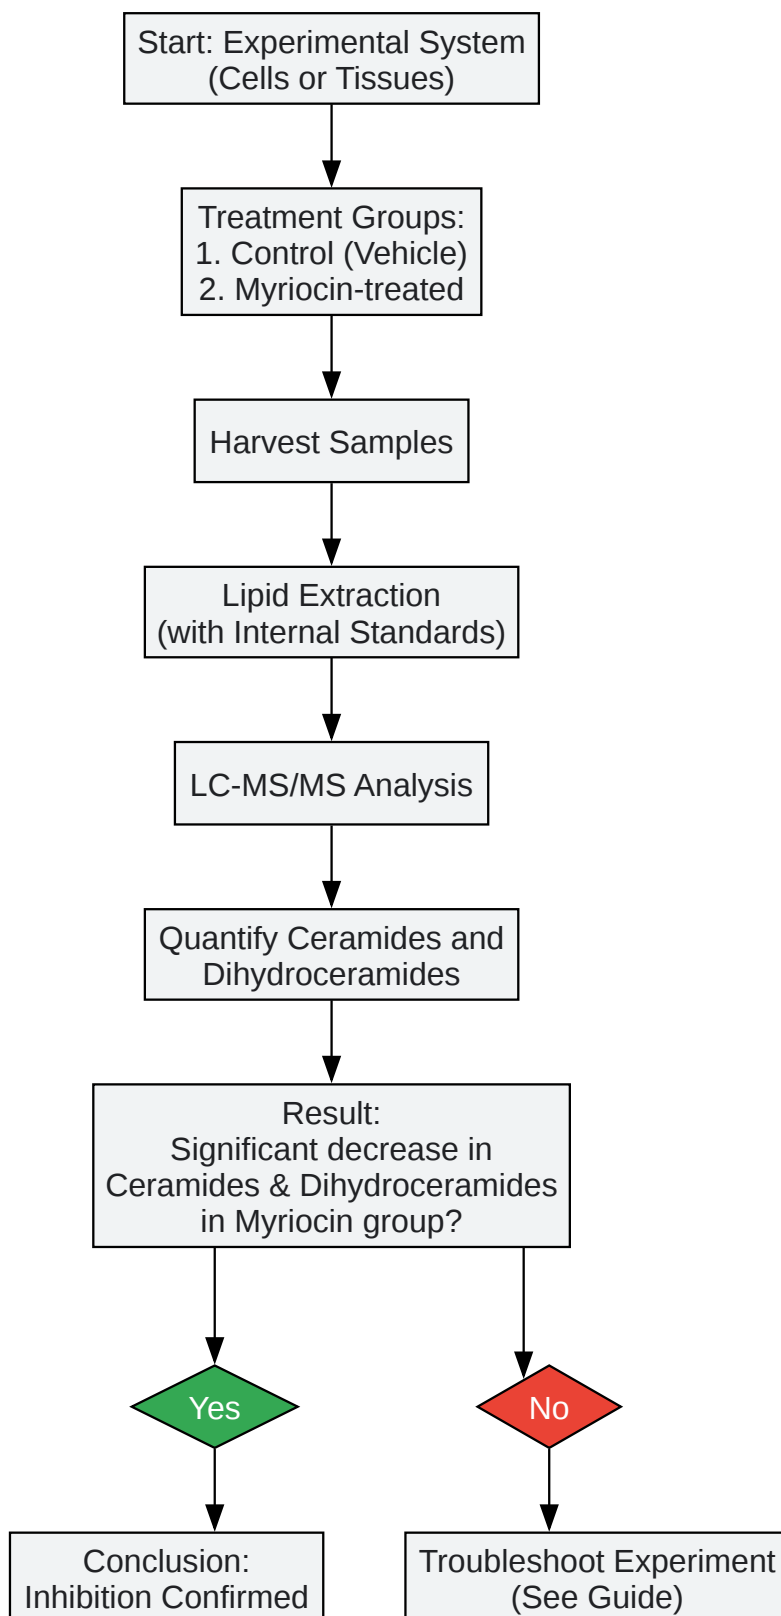 Start: Experimental System
(Cells or Tissues)
Treatment Groups:
1. Control (Vehicle)
2. Myriocin-treated
Harvest Samples
Lipid Extraction
(with Internal Standards)
LC-MS/MS Analysis
Quantify Ceramides and
Dihydroceramides
Result:
Significant decrease in
Ceramides & Dihydroceramides
in Myriocin group?
Yes
No
Conclusion:
Inhibition Confirmed
Troubleshoot Experiment
(See Guide)